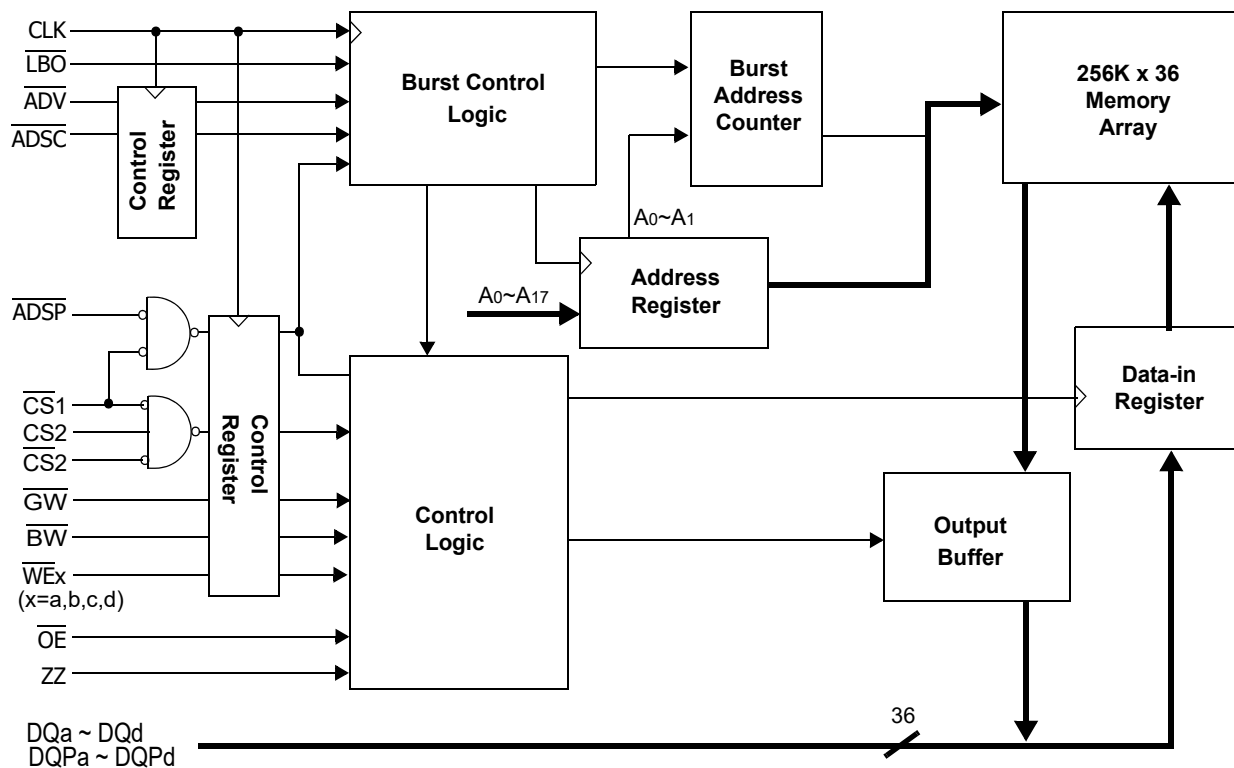 CLK
LBO
ADV
ADSC
Control
Register
Burst Control
Logic
Burst
Address
Counter
256K x 36
Memory
Array
A0~A1
Address
Register
A0~A17
ADSP
CS1
CS2
CS2
GW
BW
WEx
(x=a,b,c,d)
OE
ZZ
Control
Register
Control
Logic
Data-in
Register
Output
Buffer
36
DQa ~ DQd
DQPa ~ DQPd